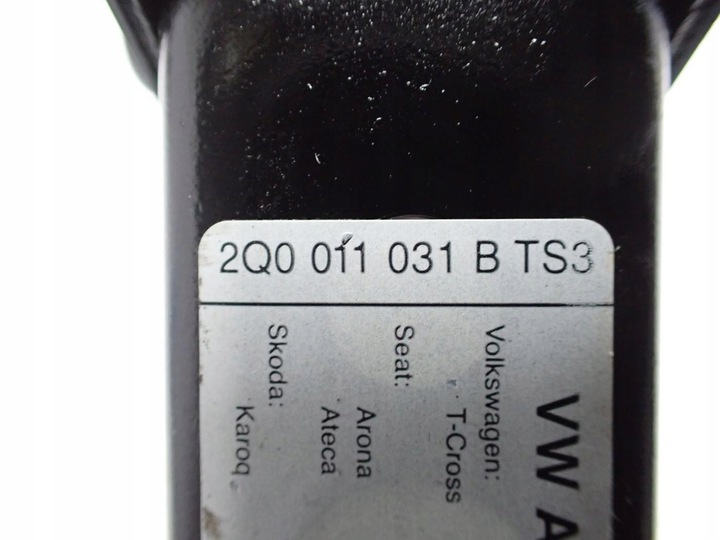 2Q0 011 031 B TS3
VW A
Volkswagen:
T-Cross
Seat:
Arona
Ateca
Skoda:
Karoq